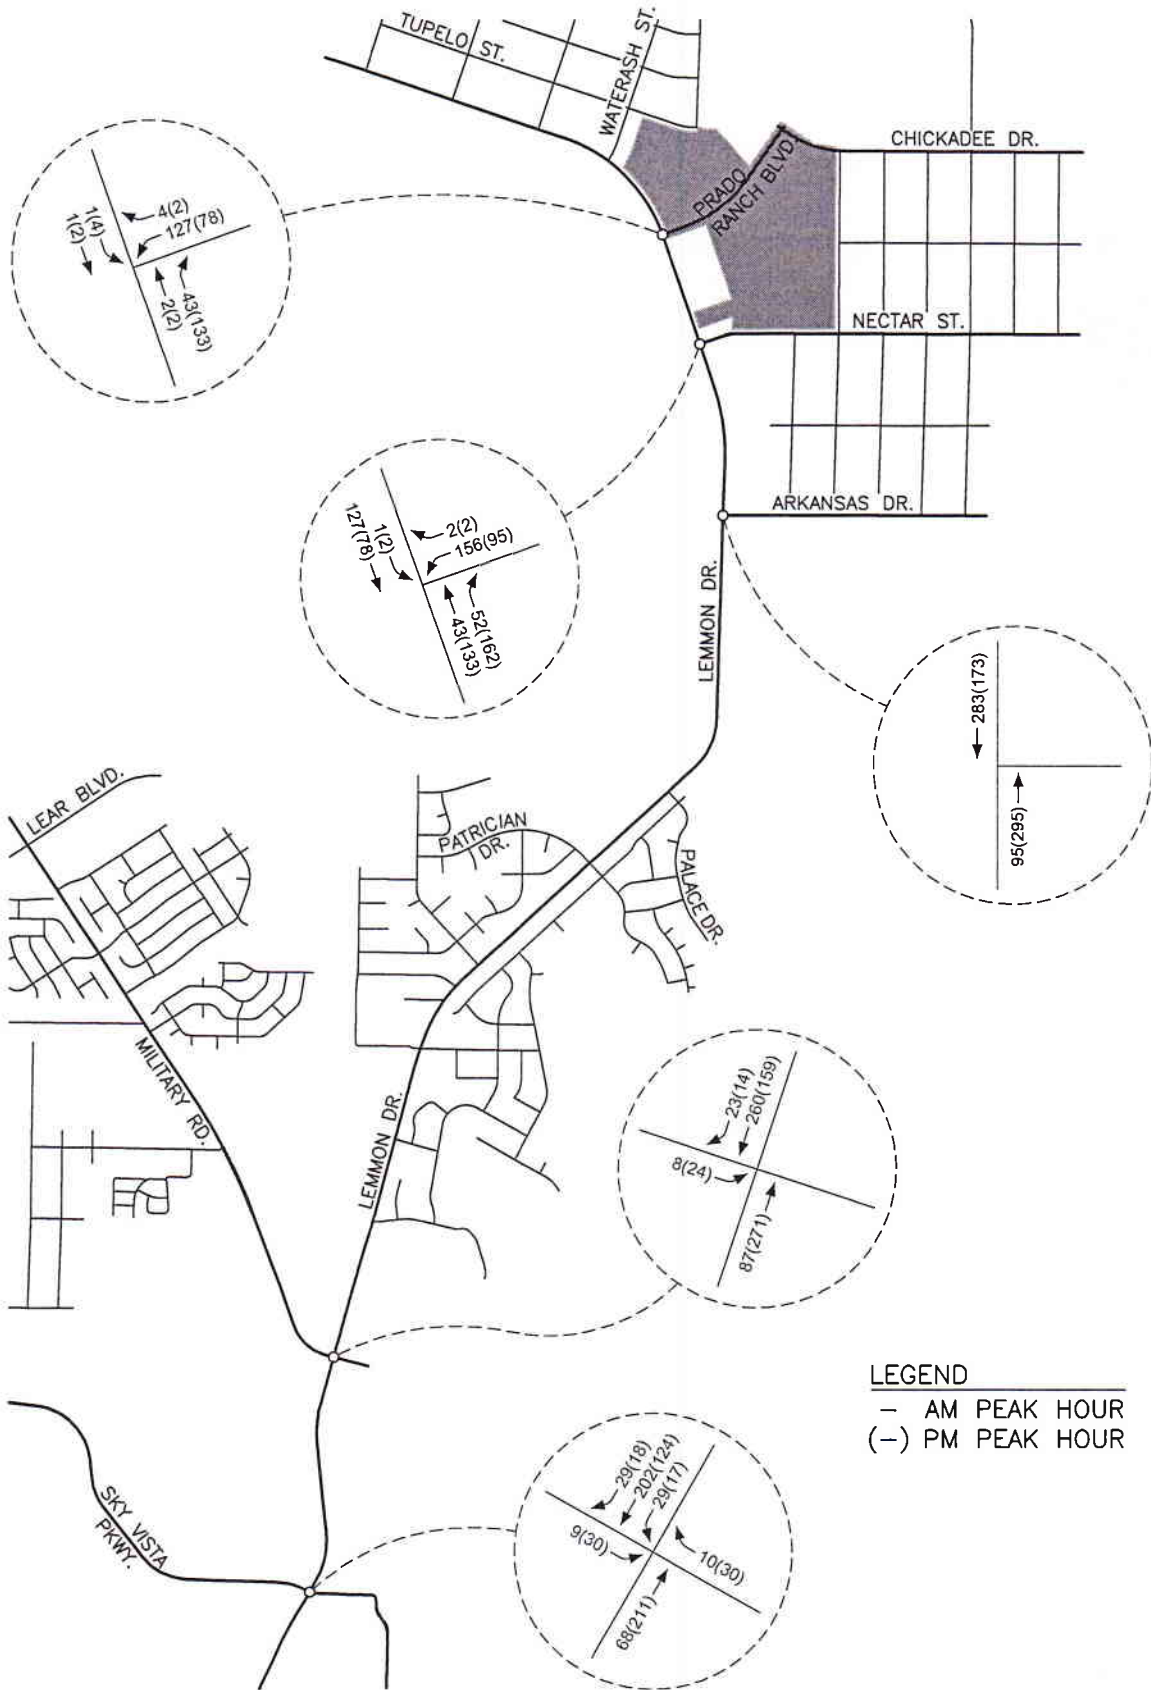 TUPELO ST.
WATERASH ST.
CHICKADEE DR.
PRADO
RANCH BLVD.
4(2)
127(78)
1(4)
1(2)
43(133)
2(2)
NECTAR ST.
2(2)
156(95)
1(2)
127(78)
52(162)
43(133)
ARKANSAS DR.
LEMMON DR.
283(173)
95(295)
LEAR BLVD.
PATRICIAN
DR.
PALACE DR.
MILITARY RD.
LEMMON DR.
23(14)
260(159)
8(24)
87(271)
LEGEND
- AM PEAK HOUR
(-) PM PEAK HOUR
SKY VISTA
PKWY.
29(18)
202(124)
29(17)
9(30)
10(30)
68(211)